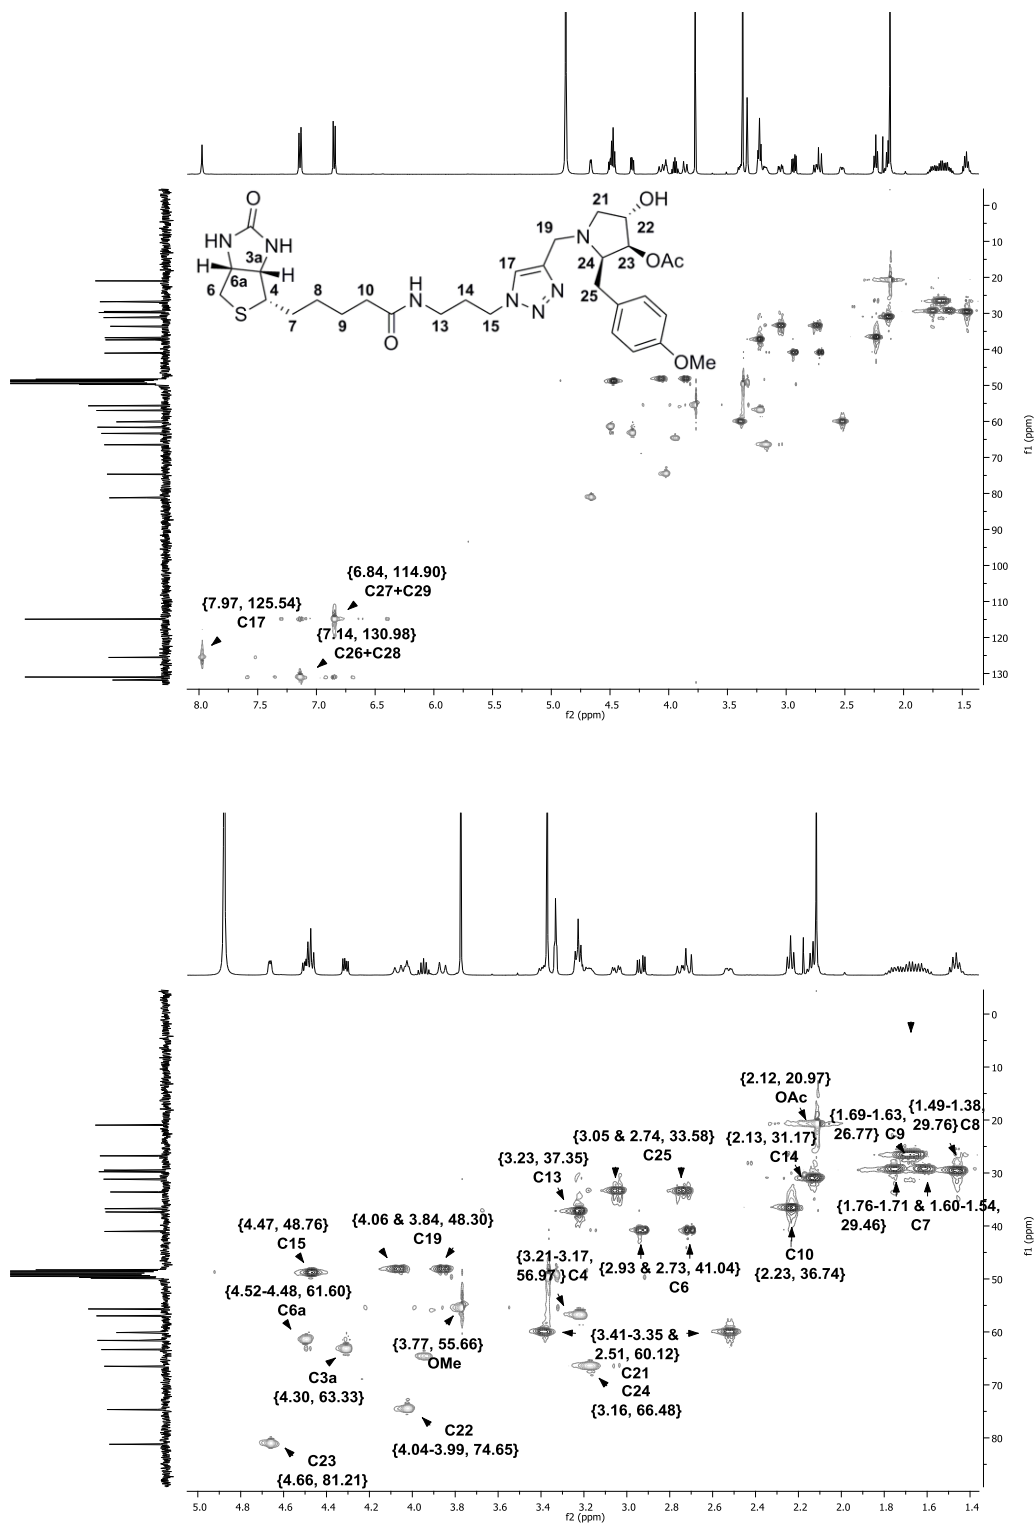 O
HN
NH
3a
H
H
6a
6
4
S
7
8
9
10
O
H
N
13
14
15
17
N
N
N
19
N
21
22
OH
23
OAc
24
25
OMe
{7.97, 125.54}
C17
{6.84, 114.90}
C27+C29
{7.14, 130.98}
C26+C28
0
10
20
30
40
50
60
70
80
90
100
110
120
130
f1 (ppm)
8.0 7.5 7.0 6.5 6.0 5.5 5.0 4.5 4.0 3.5 3.0 2.5 2.0 1.5
f2 (ppm)
{2.12, 20.97}
OAc
{1.69-1.63,
26.77} C9
{1.49-1.38,
29.76} C8
{3.05 & 2.74, 33.58}
C25
{2.13, 31.17}
C14
{3.23, 37.35}
C13
{1.76-1.71 & 1.60-1.54,
29.46} C7
{4.47, 48.76}
C15
{4.06 & 3.84, 48.30}
C19
C10
{2.23, 36.74}
{3.21-3.17,
56.97 } C4
{2.93 & 2.73, 41.04}
C6
{4.52-4.48, 61.60}
C6a
{3.77, 55.66}
OMe
{3.41-3.35 &
2.51, 60.12}
C21
C24
{3.16, 66.48}
C3a
{4.30, 63.33}
C22
{4.04-3.99, 74.65}
C23
{4.66, 81.21}
0
10
20
30
40
50
60
70
80
f1 (ppm)
5.0 4.8 4.6 4.4 4.2 4.0 3.8 3.6 3.4 3.2 3.0 2.8 2.6 2.4 2.2 2.0 1.8 1.6 1.4
f2 (ppm)